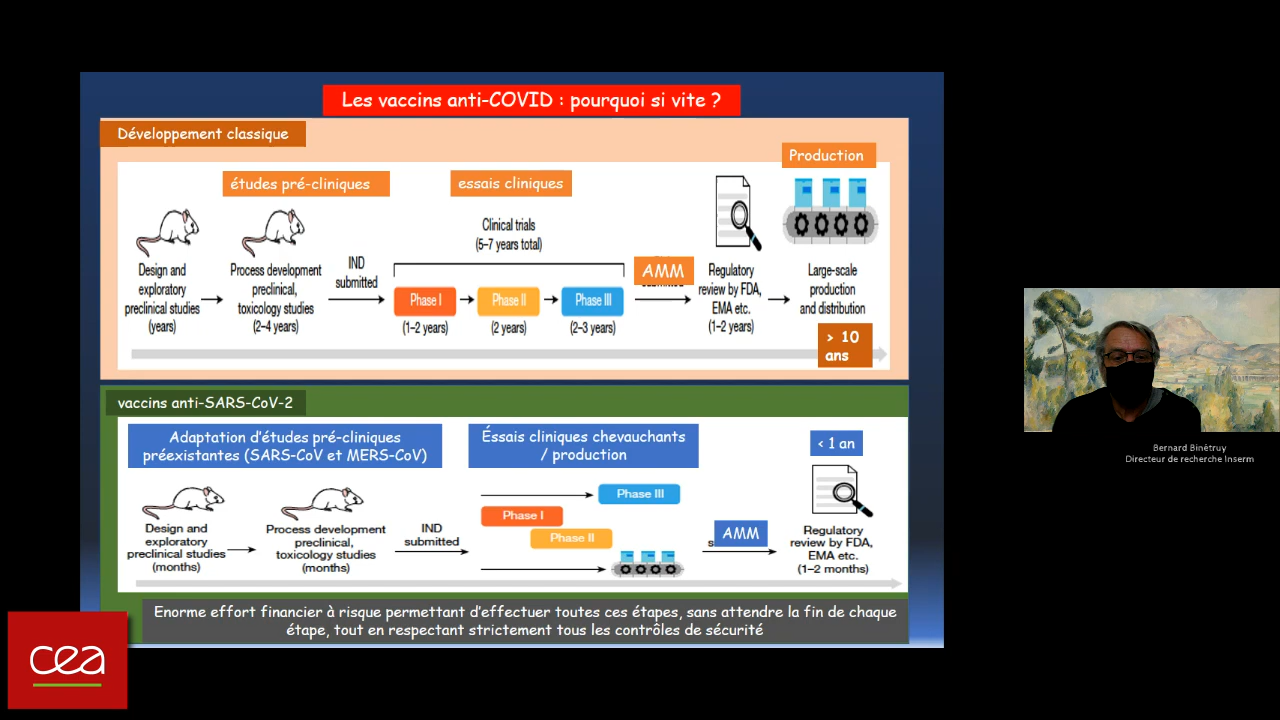 Les vaccins anti-COVID : pourquoi si vite ?
Développement classique
Production
études pré-cliniques
essais cliniques
Clinical trials
(5–7 years total)
Design and
exploratory
preclinical studies
(years)
Process development
preclinical,
toxicology studies
(2–4 years)
IND
submitted
Phase I
Phase II
Phase III
(1–2 years)
(2 years)
(2–3 years)
AMM
Regulatory
review by FDA,
EMA etc.
(1–2 years)
Large-scale
production
and distribution
> 10
ans
vaccins anti-SARS-CoV-2
Adaptation d'études pré-cliniques
préexistantes (SARS-CoV et MERS-CoV)
Éssais cliniques chevauchants
/ production
< 1 an
Design and
exploratory
preclinical studies
(months)
Process development
preclinical,
toxicology studies
(months)
IND
submitted
Phase III
Phase I
Phase II
AMM
Regulatory
review by FDA,
EMA etc.
(1–2 months)
Enorme effort financier à risque permettant d'effectuer toutes ces étapes, sans attendre la fin de chaque
étape, tout en respectant strictement tous les contrôles de sécurité
Bernard Binétruy
Directeur de recherche Inserm
cea